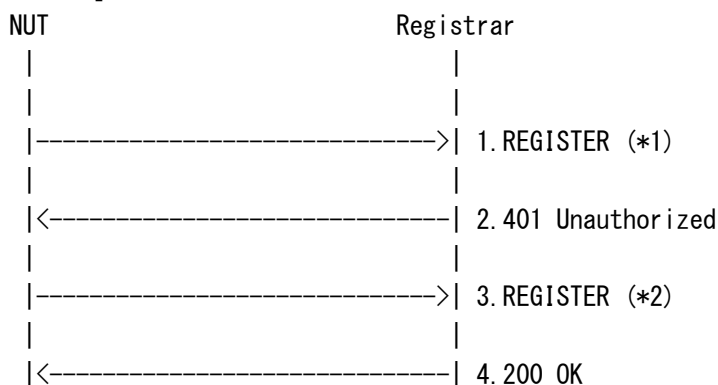 NUT Registrar
| |
| |
|------------------------------>| 1.REGISTER (*1)
| |
|<------------------------------| 2.401 Unauthorized
| |
|------------------------------>| 3.REGISTER (*2)
| |
|<------------------------------| 4.200 OK